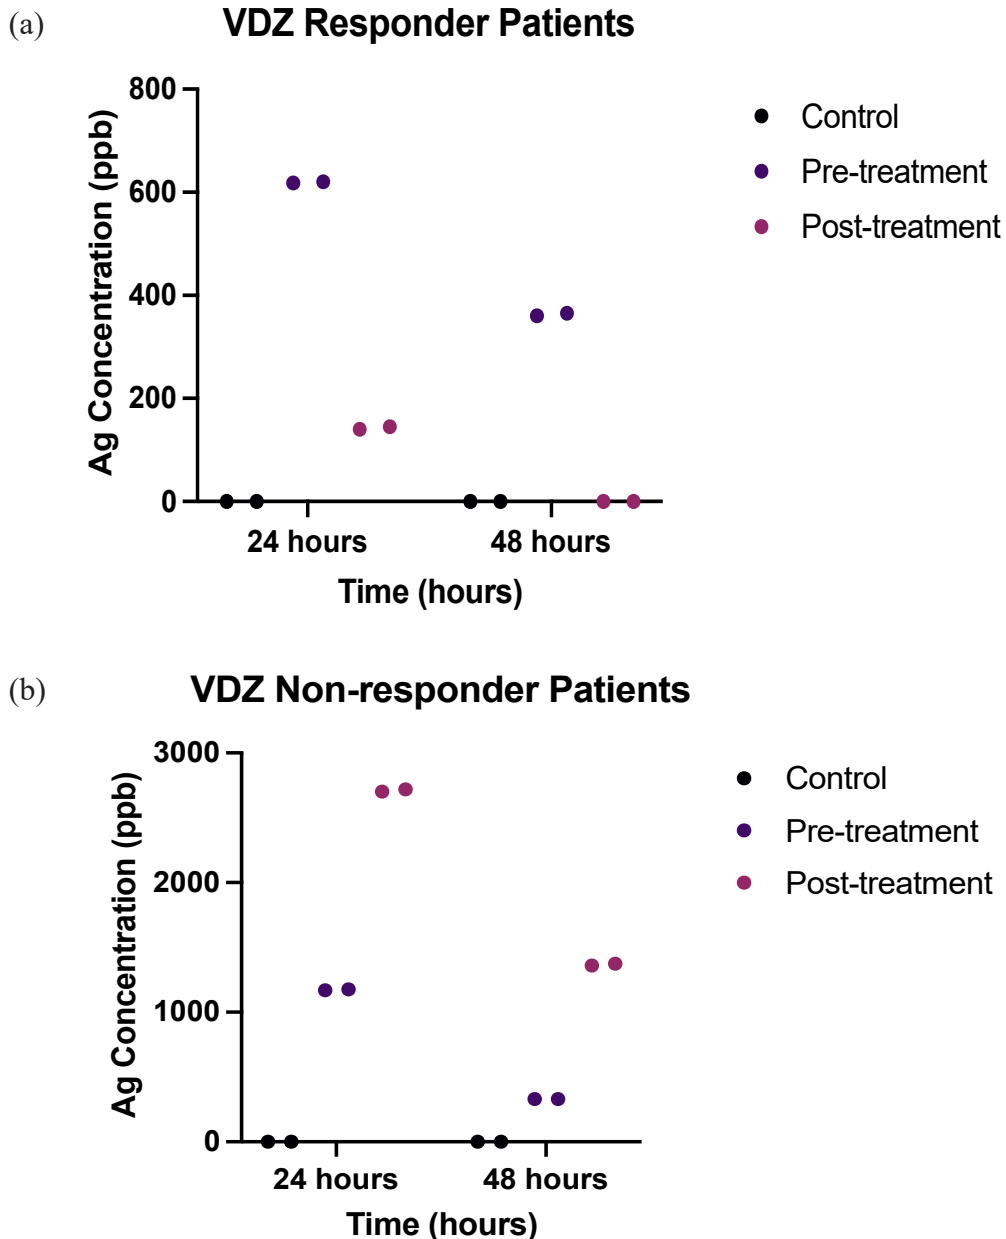 (a)
VDZ Responder Patients
800
600
400
200
0
Ag Concentration (ppb)
24 hours
48 hours
Time (hours)
Control
Pre-treatment
Post-treatment
(b)
VDZ Non-responder Patients
3000
2000
1000
0
Ag Concentration (ppb)
24 hours
48 hours
Time (hours)
Control
Pre-treatment
Post-treatment